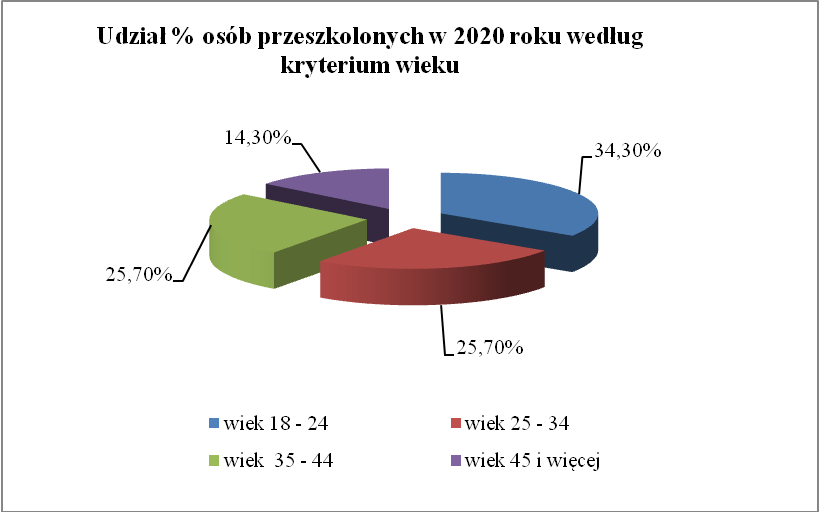 Udział % osób przeszkolonych w 2020 roku według
kryterium wieku
14,30%
34,30%
25,70%
25,70%
wiek 18 - 24
wiek 25 - 34
wiek  35 - 44
wiek 45 i więcej